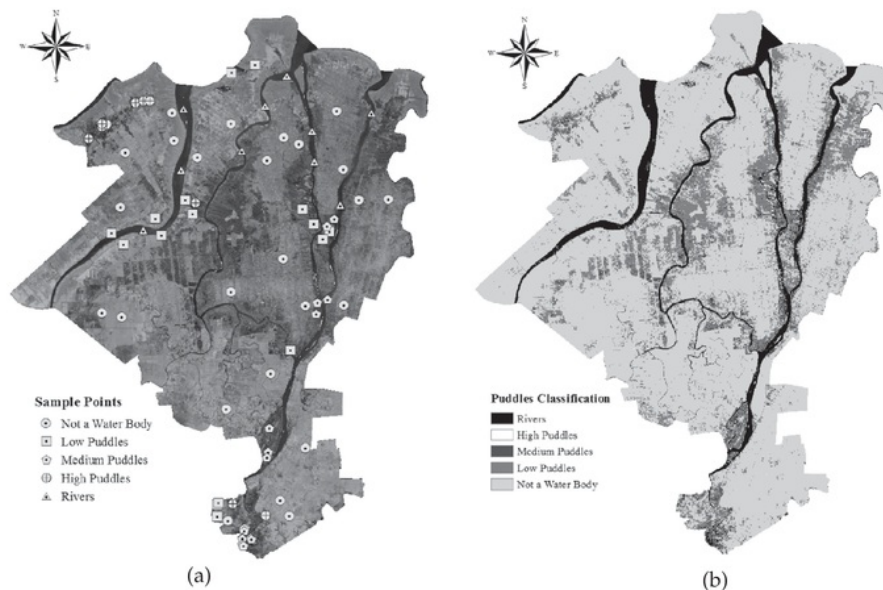 N
W E
S
Sample Points
Not a Water Body
Low Puddles
Medium Puddles
High Puddles
Rivers
(a)
N
W E
S
Puddles Classification
Rivers
High Puddles
Medium Puddles
Low Puddles
Not a Water Body
(b)